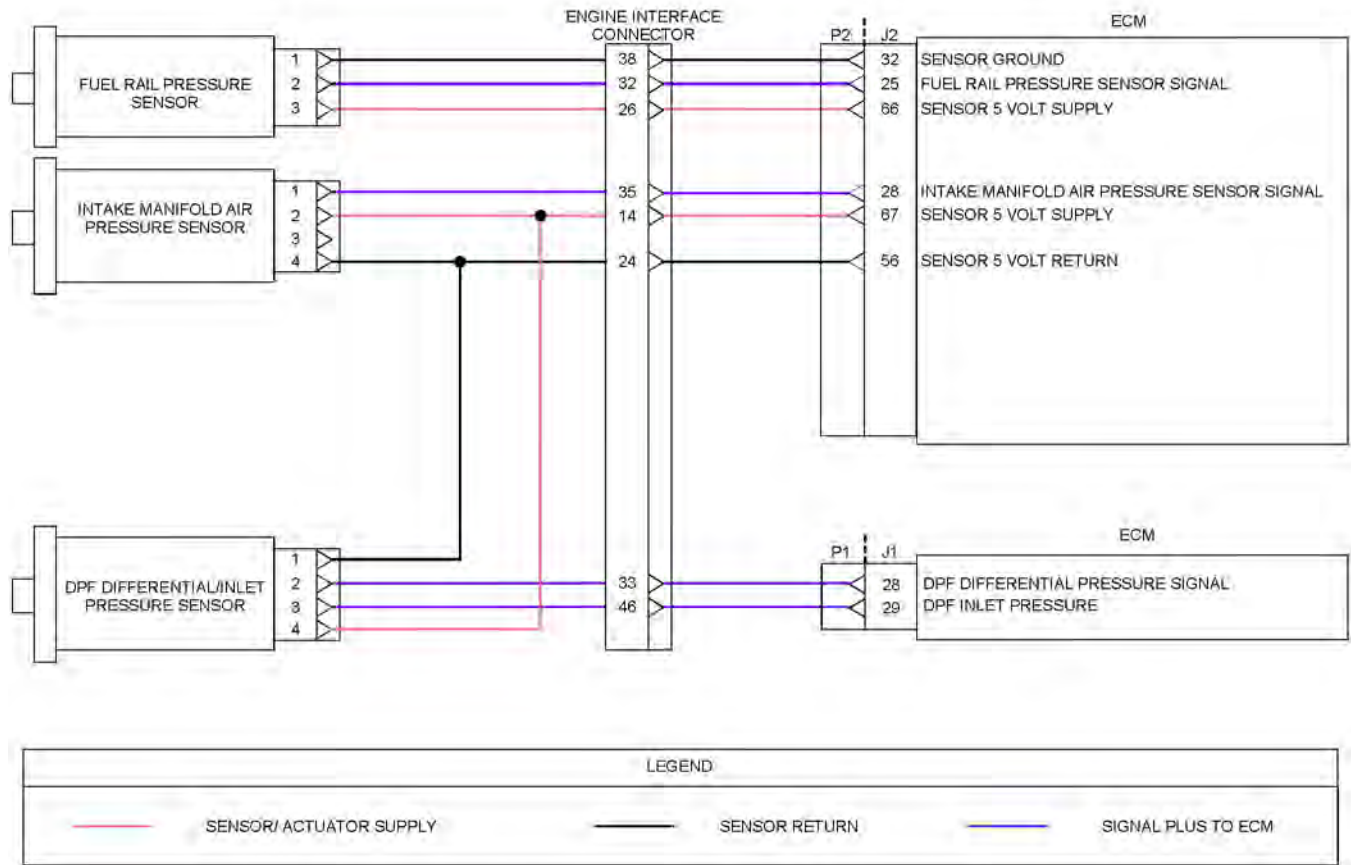 ENGINE INTERFACE
CONNECTOR
ECM
P2 J2
FUEL RAIL PRESSURE
SENSOR
1 38 32 SENSOR GROUND
2 32 25 FUEL RAIL PRESSURE SENSOR SIGNAL
3 26 66 SENSOR 5 VOLT SUPPLY
INTAKE MANIFOLD AIR
PRESSURE SENSOR
1 35 28 INTAKE MANIFOLD AIR PRESSURE SENSOR SIGNAL
2 14 67 SENSOR 5 VOLT SUPPLY
3
4 24 56 SENSOR 5 VOLT RETURN
ECM
P1 J1
DPF DIFFERENTIAL/INLET
PRESSURE SENSOR
1
2 33 28 DPF DIFFERENTIAL PRESSURE SIGNAL
3 46 29 DPF INLET PRESSURE
4
LEGEND
SENSOR/ ACTUATOR SUPPLY SENSOR RETURN SIGNAL PLUS TO ECM